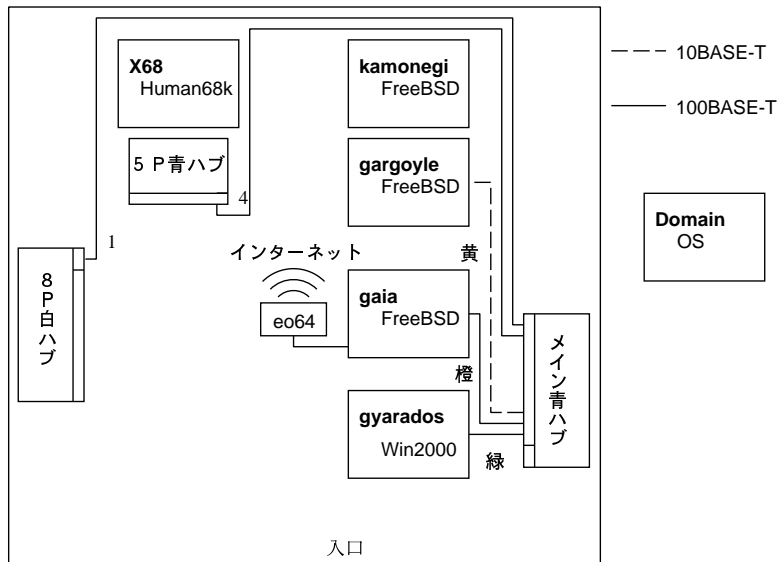 X68
Human68k
kamonegi
FreeBSD
10BASE-T
100BASE-T
5 P青ハブ
4
gargoyle
FreeBSD
Domain
OS
1
インターネット
黄
8P白ハブ
eo64
gaia
FreeBSD
橙
メイン青ハブ
gyarados
Win2000
緑
入口